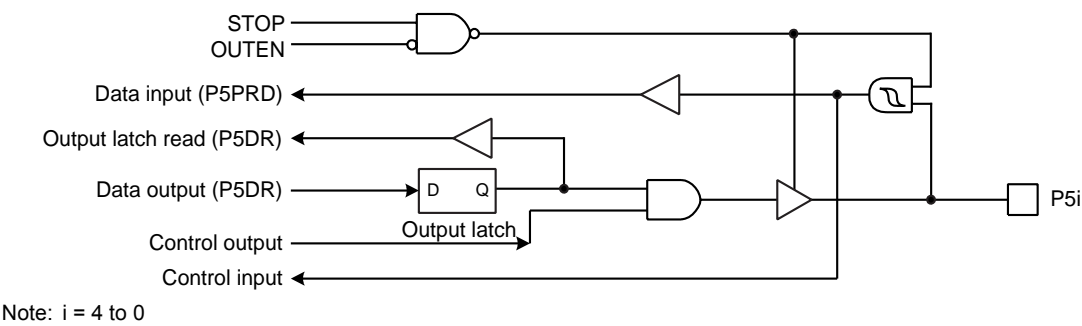 STOP
OUTEN
Data input (P5PRD)
Output latch read (P5DR)
Data output (P5DR)
D Q
P5i
Output latch
Control output
Control input
Note: i = 4 to 0